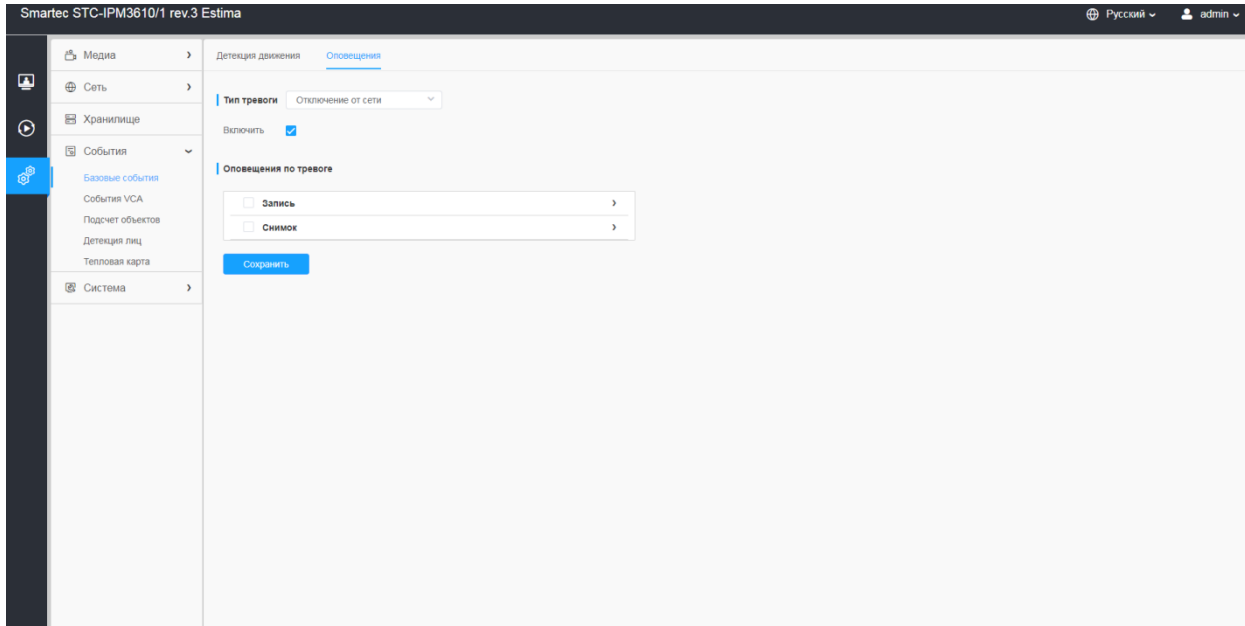 Smartec STC-IPM3610/1 rev.3 Estima
Русский
admin
Медиа
Сеть
Хранилище
События
Базовые события
События VCA
Подсчет объектов
Детекция лиц
Тепловая карта
Система
Детекция движения Оповещения
Тип тревоги Отключение от сети
Включить
Оповещения по тревоге
Запись
Снимок
Сохранить